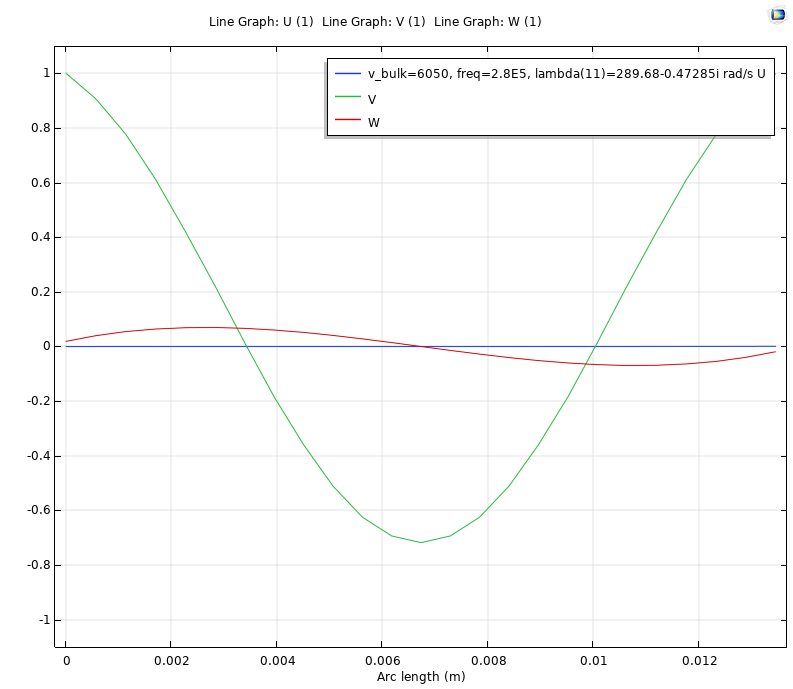 Line Graph: U (1)  Line Graph: V (1)  Line Graph: W (1)
v_bulk=6050, freq=2.8E5, lambda(11)=289.68-0.47285i rad/s U
V
W
1
0.8
0.6
0.4
0.2
0
-0.2
-0.4
-0.6
-0.8
-1
0 0.002 0.004 0.006 0.008 0.01 0.012
Arc length (m)